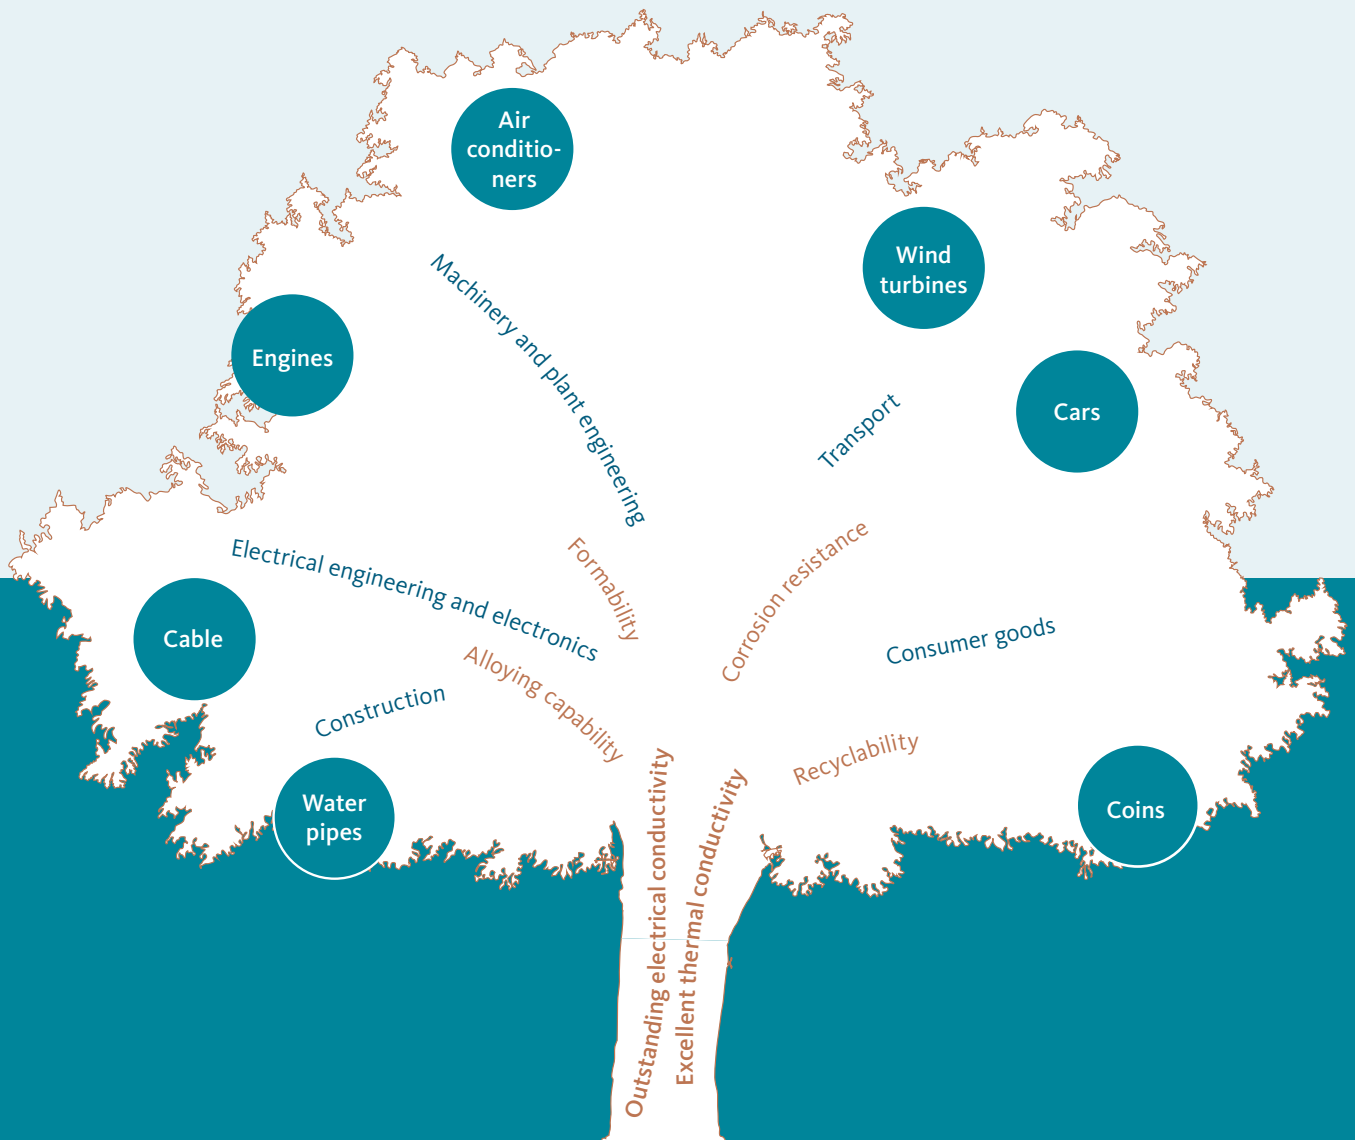 Air
conditio-
ners
Wind
turbines
Machinery and plant engineering
Engines
Cars
Transport
Electrical engineering and electronics
Formability
Corrosion resistance
Cable
Consumer goods
Alloying capability
Construction
Recyclability
Water
pipes
Coins
Outstanding electrical conductivity
Excellent thermal conductivity